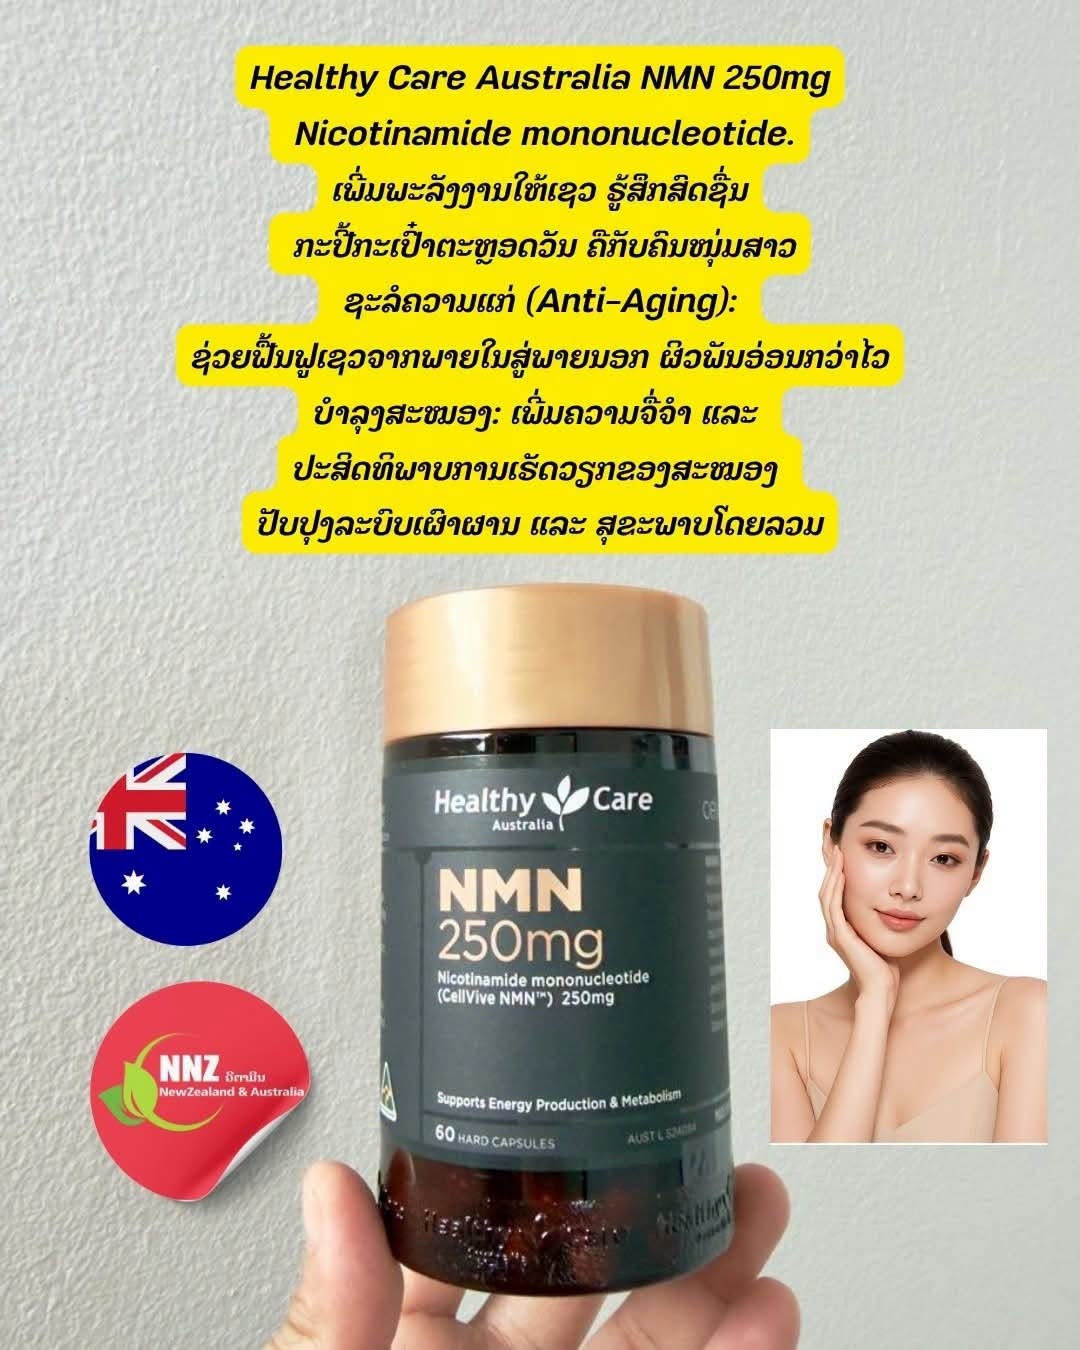 Healthy Care Australia NMN 250mg
Nicotinamide mononucleotide.
ເພີ່ມພະລັງງານໃຫ້ເຊວ ຮູ້ສຶກສົດຊື່ນ
ກະປີ້ກະເປົ່າຕະຫຼອດວັນ ຄືກັບຄົນໜຸ່ມສາວ
ຊະລໍຄວາມແກ່ (Anti-Aging):
ຊ່ວຍຟື້ນຟູເຊວຈາກພາຍໃນສູ່ພາຍນອກ ຜິວພັນອ່ອນກວ່າໄວ
ບຳລຸງສະໝອງ: ເພີ່ມຄວາມຈື່ຈຳ ແລະ
ປະສິດທິພາບການເຮັດວຽກຂອງສະໝອງ
ປັບປຸງລະບົບເຜົາຜານ ແລະ ສຸຂະພາບໂດຍລວມ
Healthy Care
Australia
NMN
250mg
Nicotinamide mononucleotide
(CellVive NMN™) 250mg
Supports Energy Production & Metabolism
60 HARD CAPSULES
AUST L
NNZ ວິຕາມິນ
NewZealand & Australia